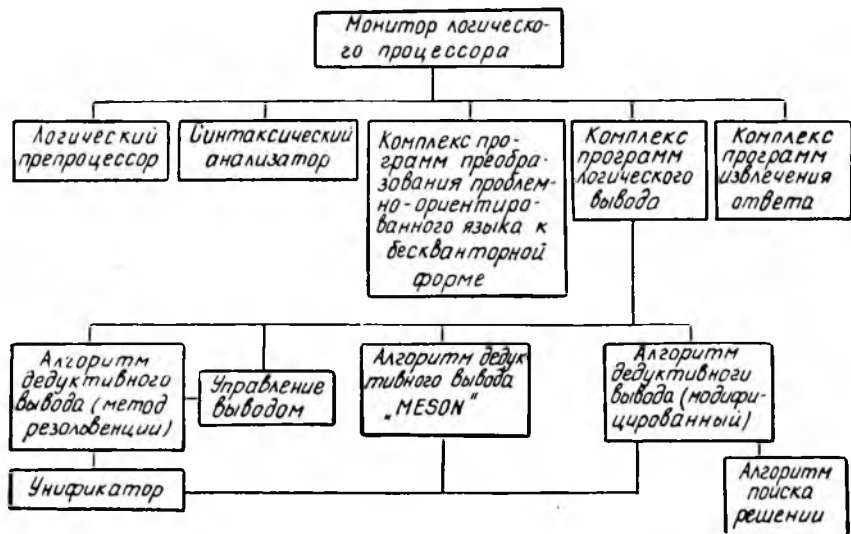 Монитор логическо-
го процессора
Логический
препроцессор
Синтаксический
анализатор
Комплекс про-
грамм преобра-
зования проблем-
но-ориентиро-
ванного языка к
бескванторной
форме
Комплекс
программ
логического
вывода
Комплекс
программ
извлечения
ответа
Алгоритм
дедуктивного
вывода (метод
резольвенции)
Управление
выводом
Алгоритм дедук-
тивного вывода
„MESON"
Алгоритм
дедуктивного
вывода (модифи-
цированный)
Унификатор
Алгоритм
поиска
решении